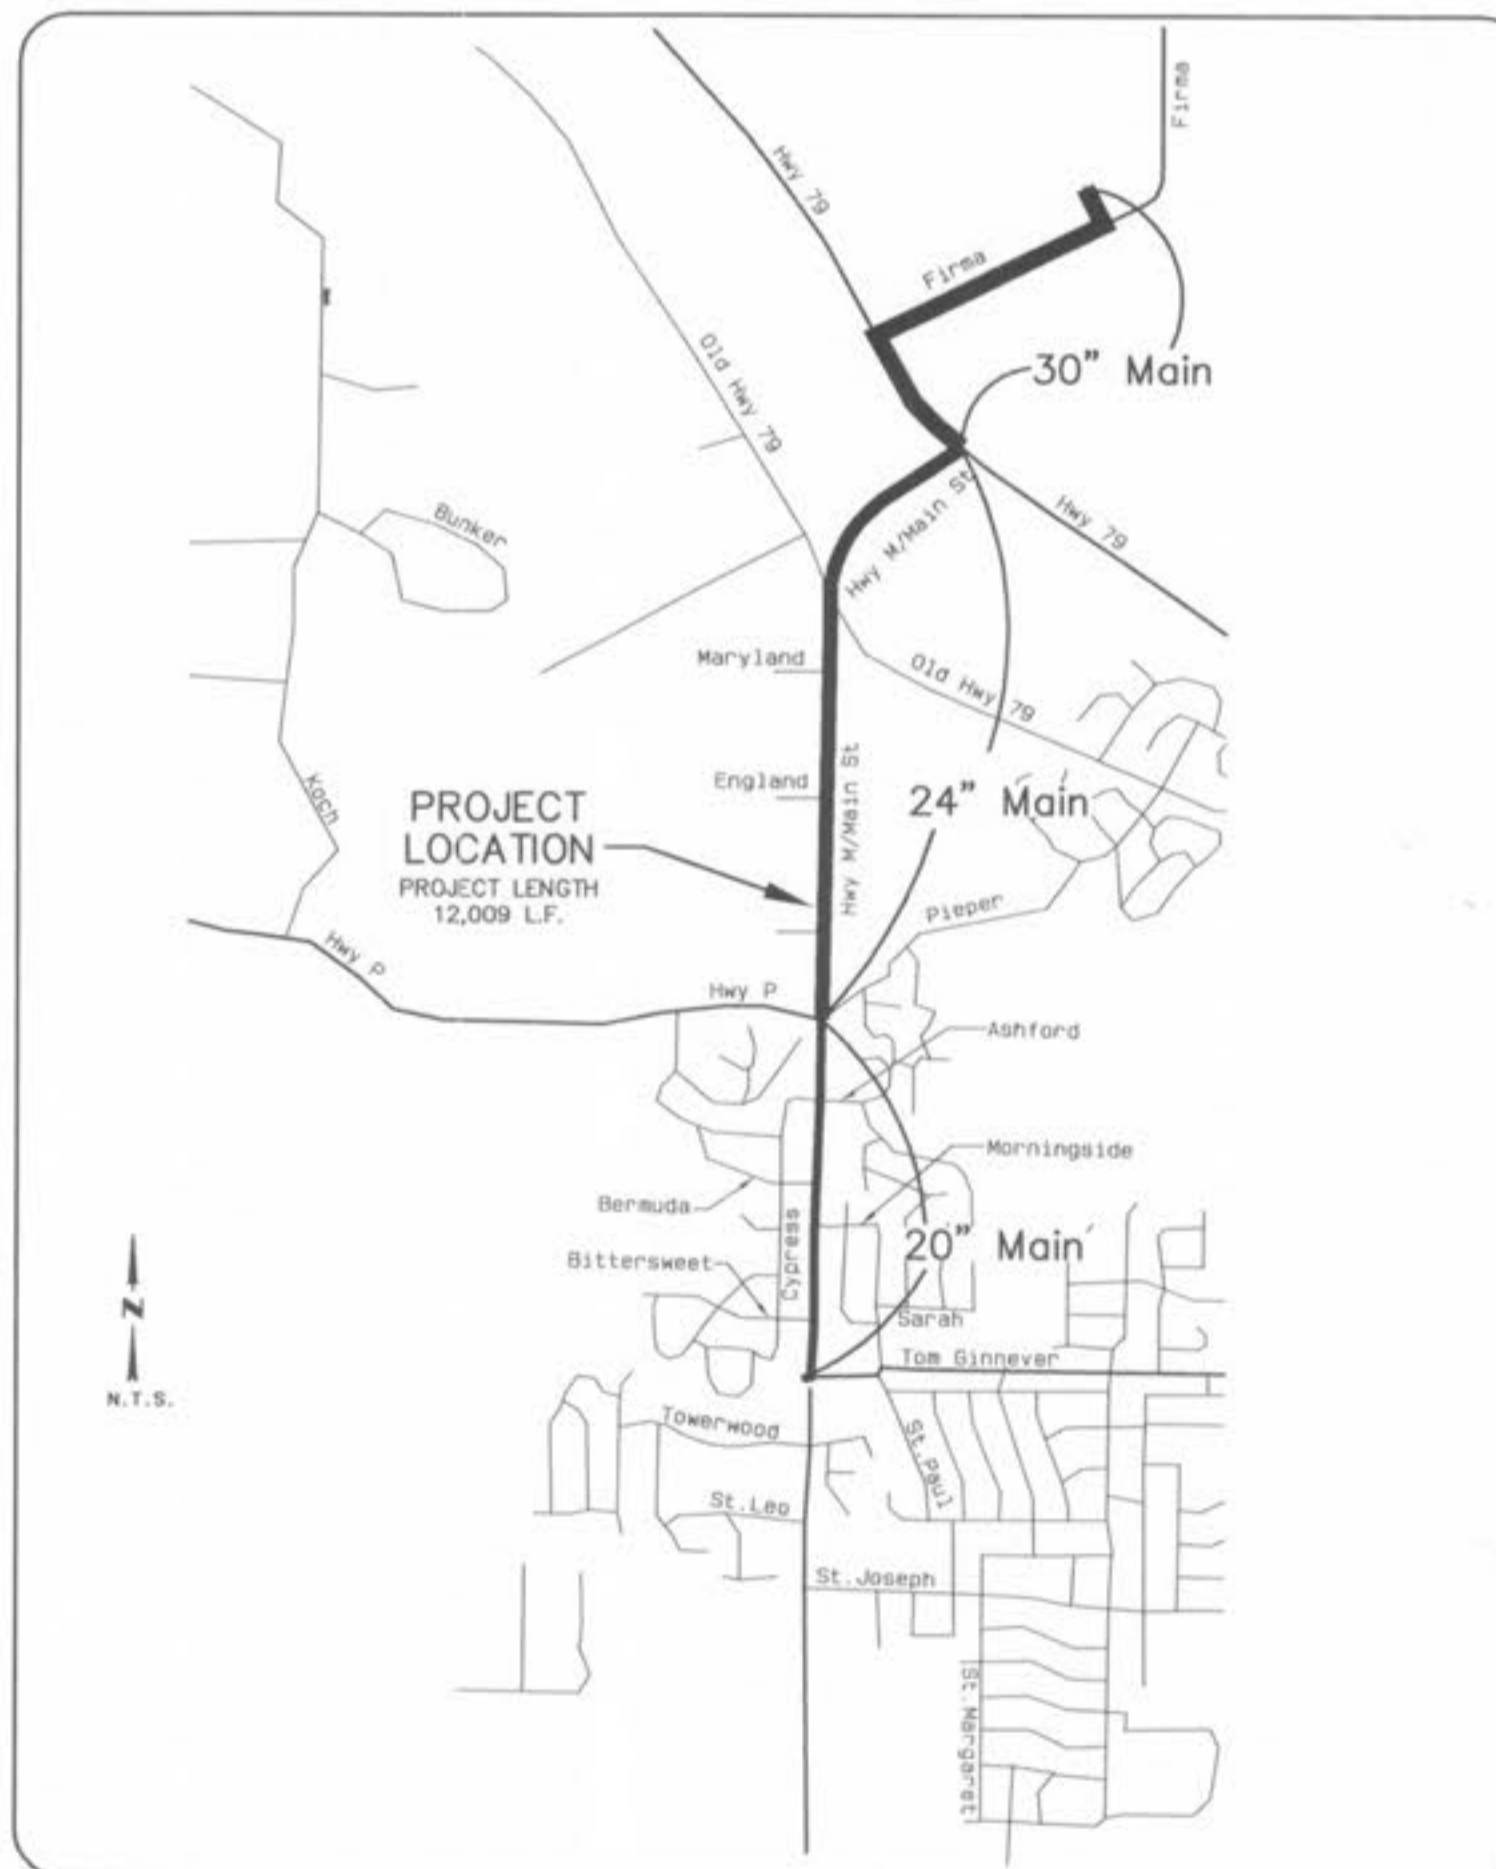 Firma
Hwy 79
Firma
Old Hwy 79
30" Main
Hwy M/Main St
Hwy 79
Bunker
Maryland
Old Hwy 79
England
Hwy M/Main St
24" Main
Koch
PROJECT
LOCATION
PROJECT LENGTH
12,009 L.F.
Pieper
Hwy P
Hwy P
Ashford
Morningside
Bermuda
Cypress
20" Main
Bittersweet
Sarah
N
N.T.S.
Tom Ginnever
Towerwood
St.Paul
St.Leo
St.Joseph
St.Margaret